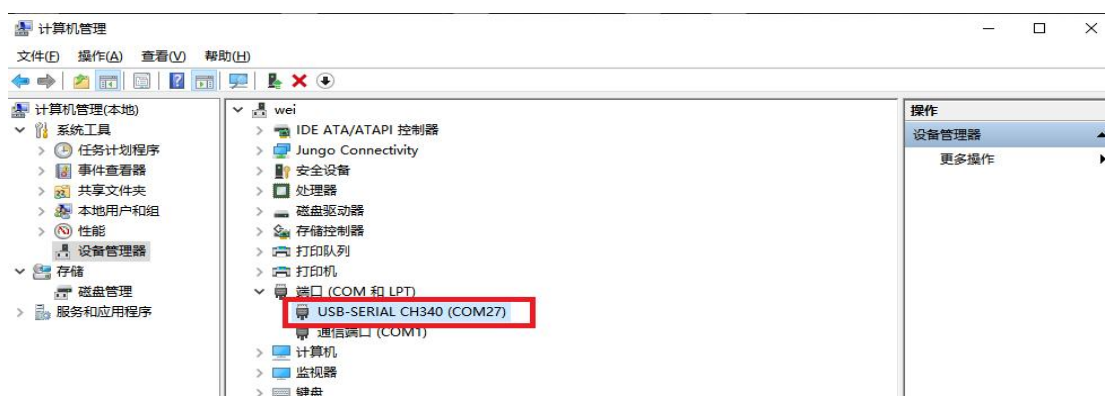 计算机管理
文件(F) 操作(A) 查看(V) 帮助(H)
计算机管理(本地)
系统工具
任务计划程序
事件查看器
共享文件夹
本地用户和组
性能
设备管理器
存储
磁盘管理
服务和应用程序
wei
IDE ATA/ATAPI 控制器
Jungo Connectivity
安全设备
处理器
磁盘驱动器
存储控制器
打印队列
打印机
端口 (COM 和 LPT)
USB-SERIAL CH340 (COM27)
通信端口 (COM1)
计算机
监视器
键盘
操作
设备管理器
更多操作